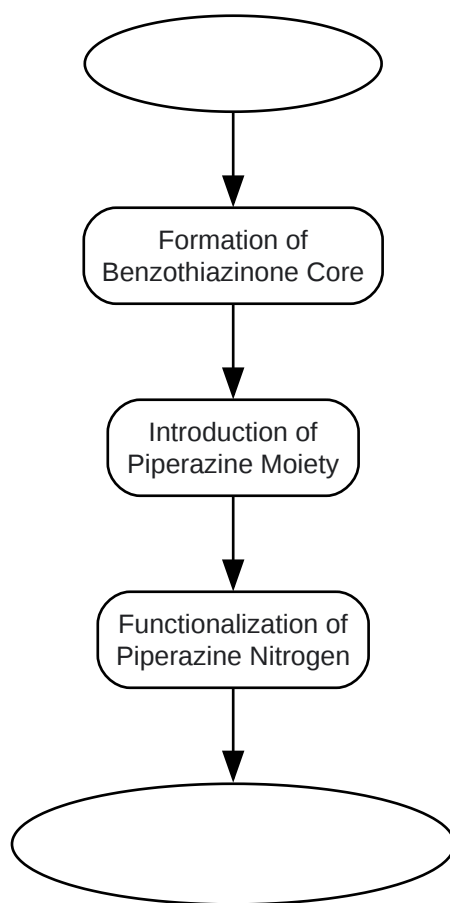 Formation of
Benzothiazinone Core
Introduction of
Piperazine Moiety
Functionalization of
Piperazine Nitrogen